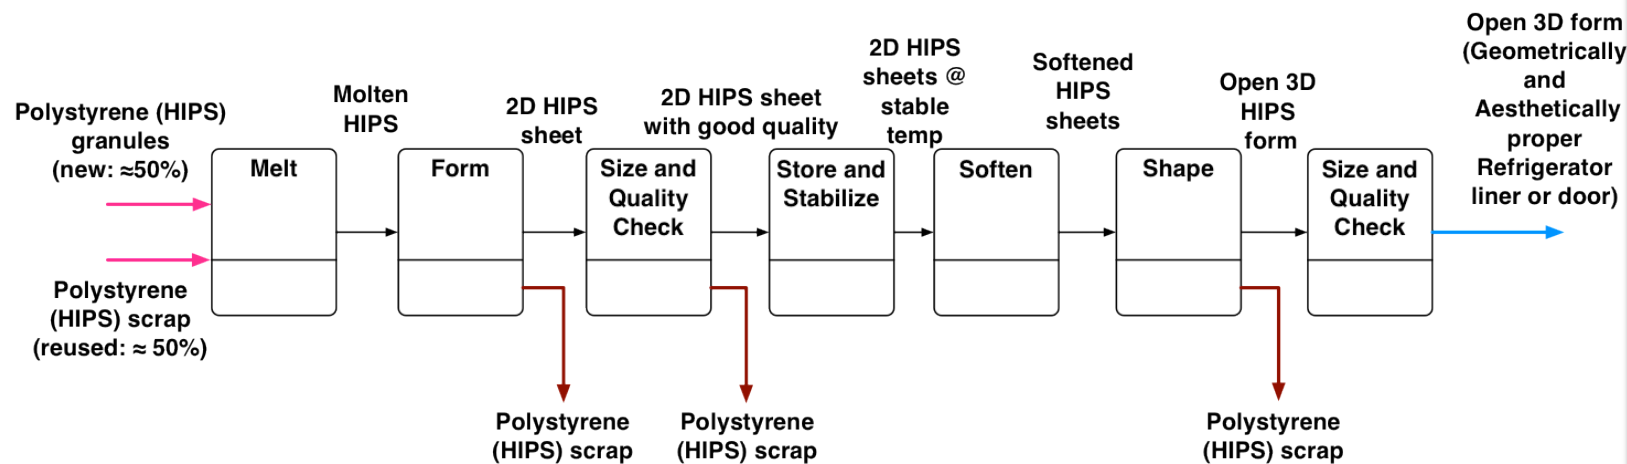 Polystyrene (HIPS)
granules
(new: ≈50%)
Polystyrene
(HIPS) scrap
(reused: ≈ 50%)
Melt
Molten
HIPS
Form
2D HIPS
sheet
Polystyrene
(HIPS) scrap
Size and
Quality
Check
2D HIPS sheet
with good quality
Polystyrene
(HIPS) scrap
Store and
Stabilize
2D HIPS
sheets @
stable
temp
Soften
Softened
HIPS
sheets
Shape
Open 3D
HIPS
form
Polystyrene
(HIPS) scrap
Size and
Quality
Check
Open 3D form
(Geometrically
and
Aesthetically
proper
Refrigerator
liner or door)